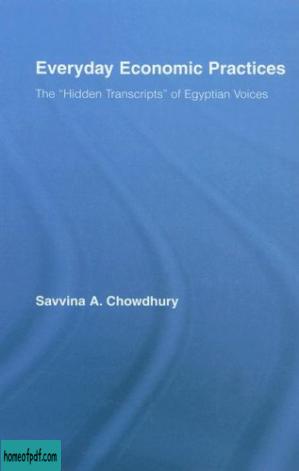 Everyday Economic Practices
The "Hidden Transcripts" of Egyptian Voices
Savvina A. Chowdhury
homeofpdf.com